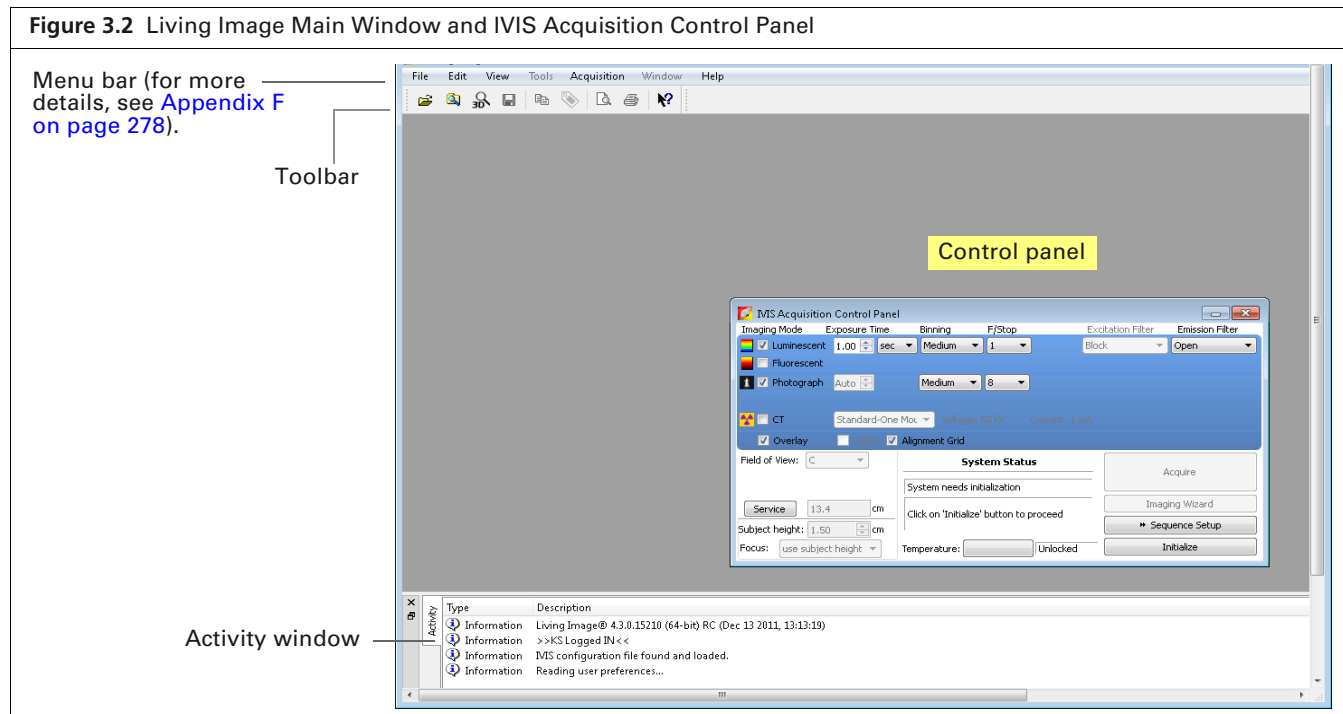 Figure 3.2 Living Image Main Window and IVIS Acquisition Control Panel
Menu bar (for more
details, see Appendix F
on page 278).
Toolbar
File Edit View Tools Acquisition Window Help
3D
Control panel
IVIS Acquisition Control Panel
Imaging Mode Exposure Time Binning F/Stop Excitation Filter Emission Filter
Luminescent 1.00 sec Medium 1 Block Open
Fluorescent
Photograph Auto Medium 8
CT Standard-One Mou Voltage: 50 kV Current: 1 mA
Overlay Alignment Grid
Field of View: C
System Status
Acquire
System needs initialization
Imaging Wizard
Service 13.4 cm
Click on 'Initialize' button to proceed
Sequence Setup
Subject height: 1.50 cm
Focus: use subject height
Temperature: Unlocked
Initialize
Activity window
Activity
Type Description
Information Living Image® 4.3.0.15210 (64-bit) RC (Dec 13 2011, 13:13:19)
Information >>KS Logged IN<<
Information IVIS configuration file found and loaded.
Information Reading user preferences...